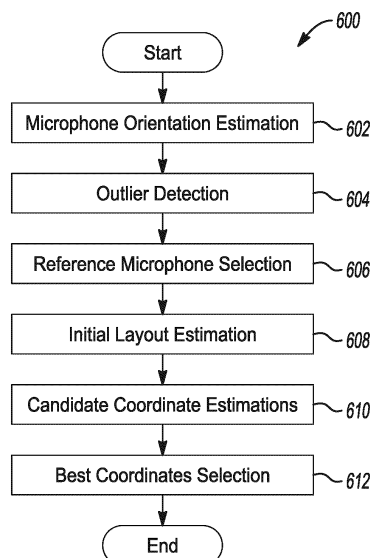 600
Start
Microphone Orientation Estimation 602
Outlier Detection 604
Reference Microphone Selection 606
Initial Layout Estimation 608
Candidate Coordinate Estimations 610
Best Coordinates Selection 612
End